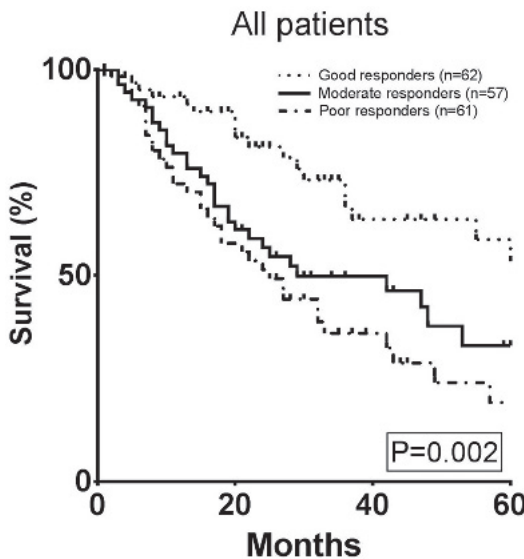 All patients
Good responders (n=62)
Moderate responders (n=57)
Poor responders (n=61)
Survival (%)
100
50
0
P=0.002
0 20 40 60
Months